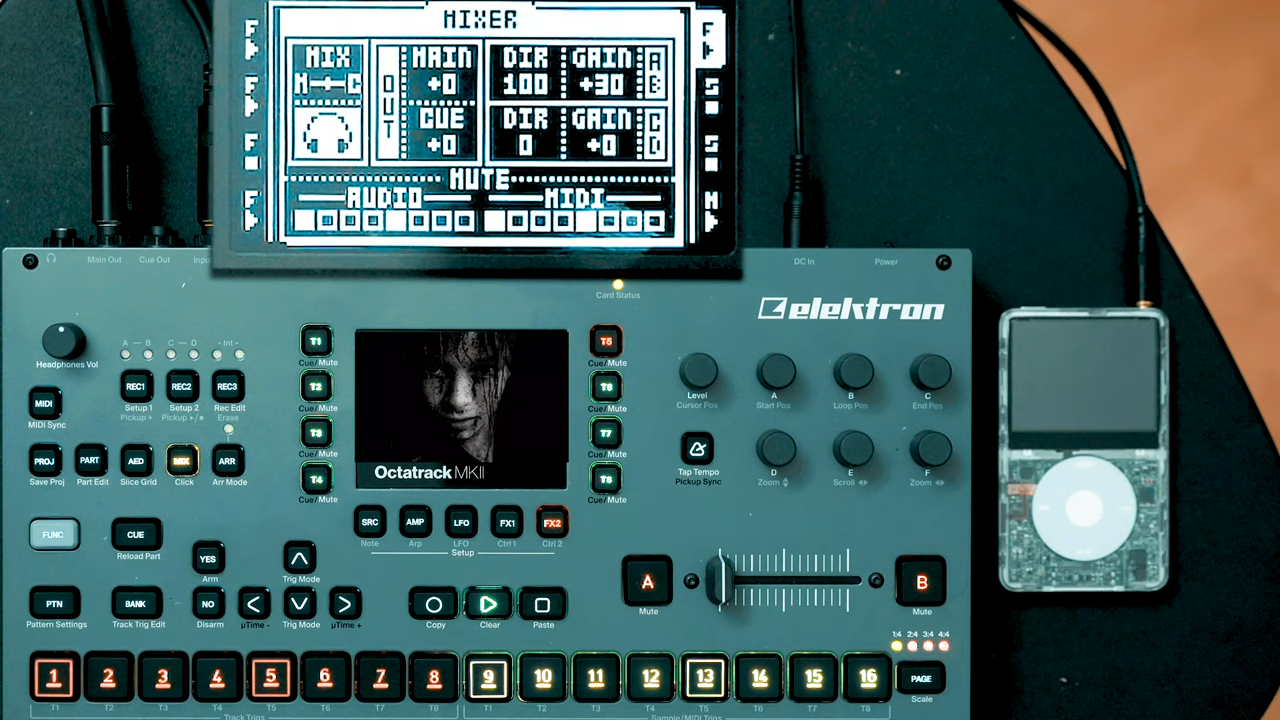 MIXER
MIX MAIN DIR GAIN A
M C +0 100 +30 B
OUT
CUE DIR GAIN C
+0 0 +0 D
MUTE
AUDIO MIDI
F
F
F
F
F
S
S
M
Main Out Cue Out DC In Power
Card Status
elektron
Headphones Vol
A B C D - Int -
REC1 REC2 REC3
Setup 1 Setup 2 Rec Edit
Pickup + Pickup Erase
MIDI
MiDI Sync
PROJ PART AED MIX ARR
Save Proj Part Edit Slice Grid Click Arr Mode
T1 T5
Cue/Mute Cue/Mute
T2 T6
Cue/Mute Cue/Mute
T3 T7
Cue/Mute Cue/Mute
T4 T8
Cue/Mute Cue/Mute
Octatrack MKII
Level A B C
Cursor Pos Start Pos Loop Pos End Pos
Tap Tempo D E F
Pickup Sync Zoom Scroll Zoom
SRC AMP LFO FX1 FX2
Note Arp LFO Ctrl 1 Ctrl 2
Setup
FUNC CUE
Reload Part
YES
Arm Trig Mode
PTN BANK NO
Pattern Settings Track Trig Edit Disarm µTime - Trig Mode µTime +
Copy Clear Paste
A B
Mute Mute
1:4 2:4 3:4 4:4
1 2 3 4 5 6 7 8 9 10 11 12 13 14 15 16 PAGE
Scale
T1 T2 T3 T4 T5 T6 T7 T8 T1 T2 T3 T4 T5 T6 T7 T8
Track Trigs Sample/MIDI Trigs
MENU